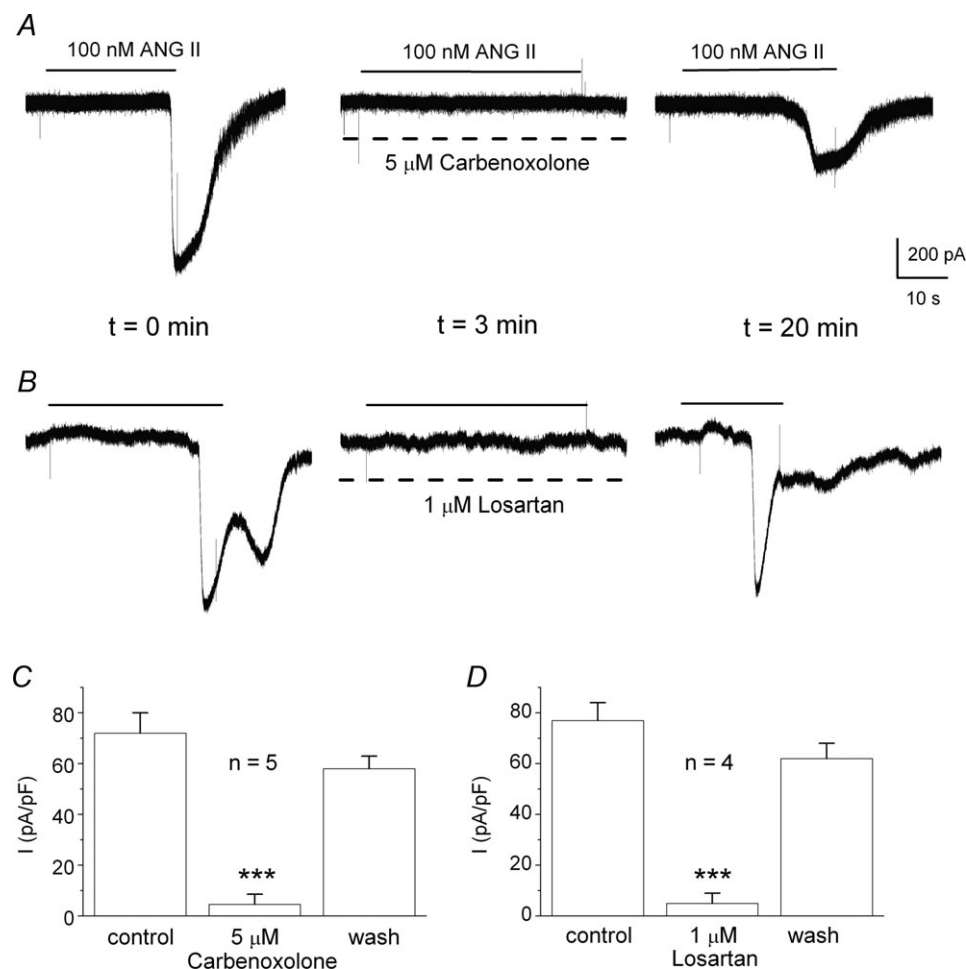 A
100 nM ANG II
100 nM ANG II
100 nM ANG II
5 μM Carbenoxolone
200 pA
10 s
t = 0 min
t = 3 min
t = 20 min
B
1 μM Losartan
C
80
60
40
20
0
I (pA/pF)
n = 5
***
control
5 μM
Carbenoxolone
wash
D
80
60
40
20
0
I (pA/pF)
n = 4
***
control
1 μM
Losartan
wash